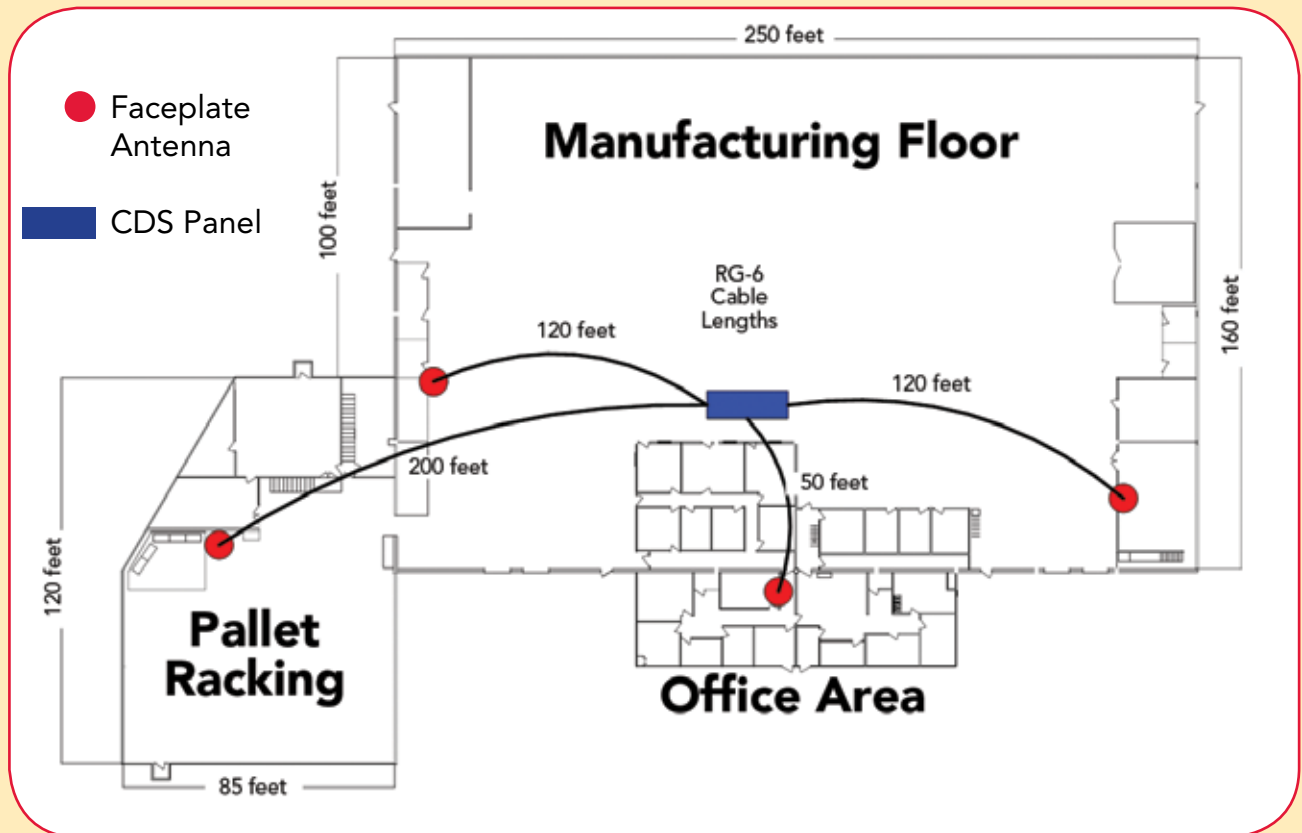 250 feet
Faceplate
Antenna
Manufacturing Floor
CDS Panel
100 feet
RG-6
Cable
Lengths
160 feet
120 feet
120 feet
200 feet
50 feet
120 feet
Pallet
Racking
Office Area
85 feet